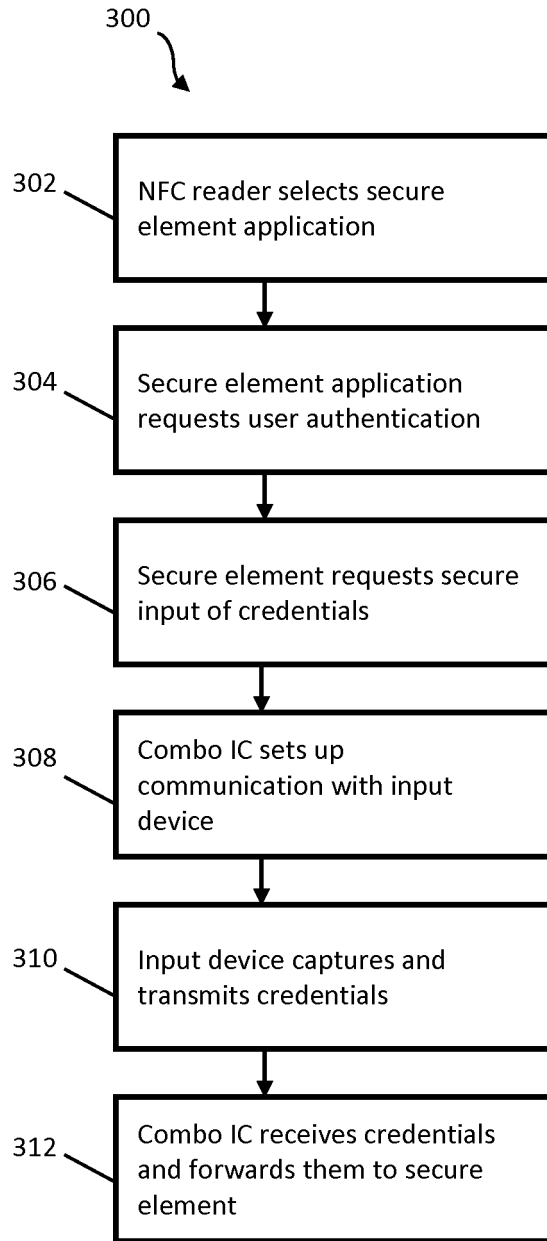 300
302
NFC reader selects secure
element application
304
Secure element application
requests user authentication
306
Secure element requests secure
input of credentials
308
Combo IC sets up
communication with input
device
310
Input device captures and
transmits credentials
312
Combo IC receives credentials
and forwards them to secure
element